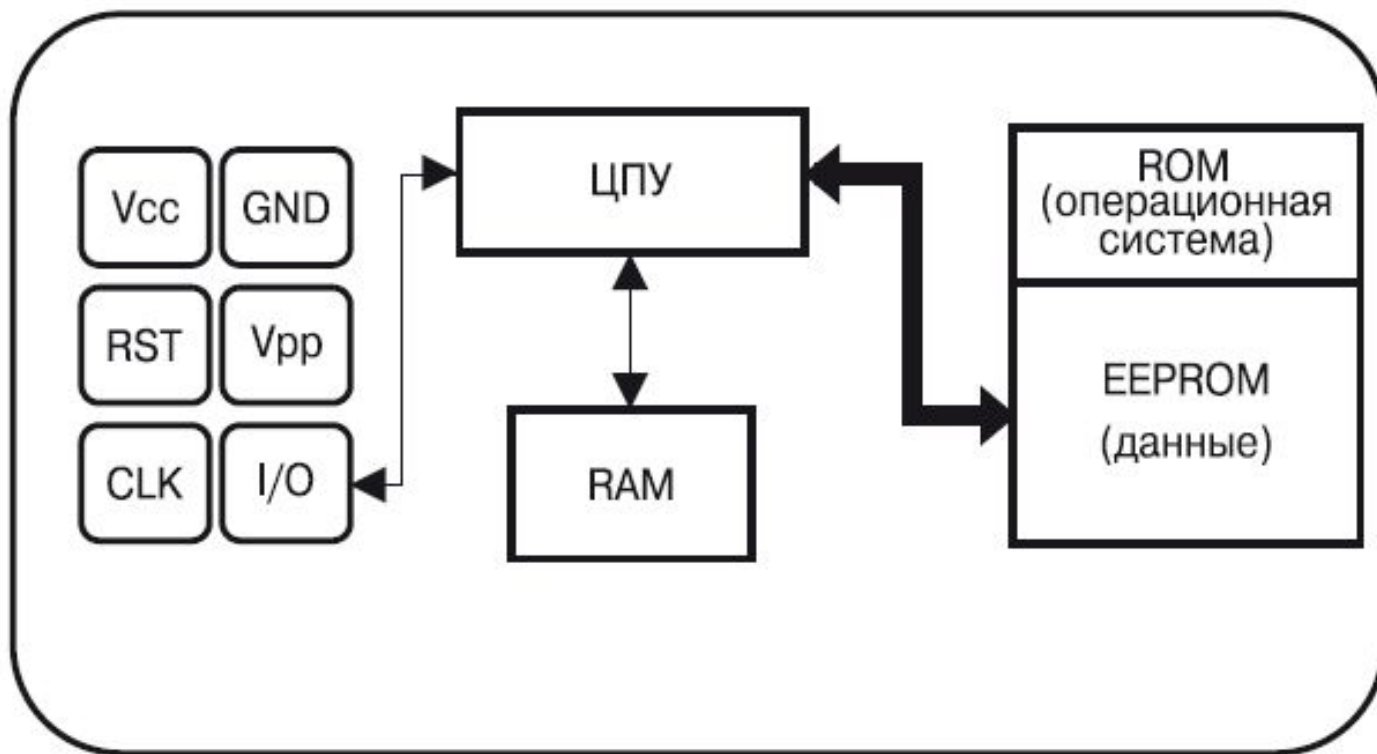 Vcc
GND
RST
Vpp
CLK
I/O
ЦПУ
RAM
ROM
(операционная
система)
EEPROM
(данные)